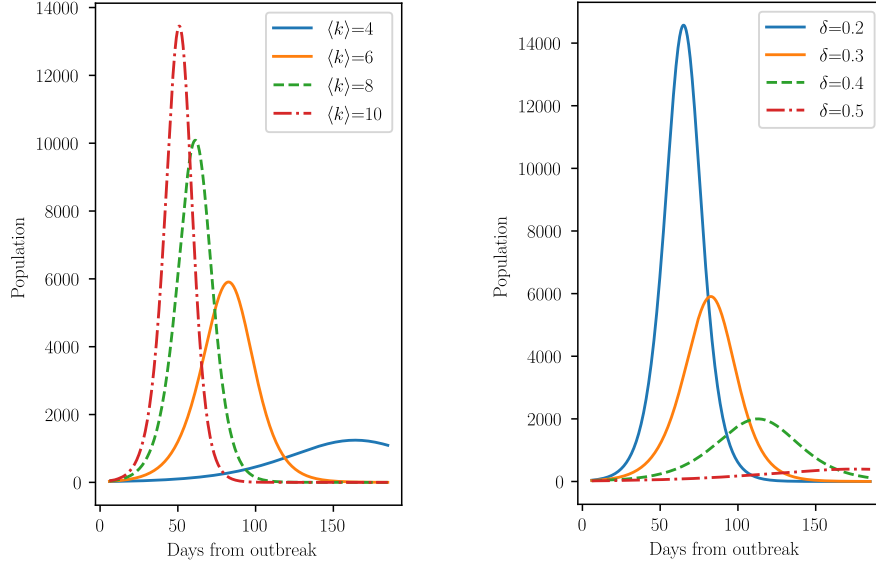 14000
12000
10000
8000
6000
4000
2000
0
Population
0
50
100
150
Days from outbreak
⟨k⟩=4
⟨k⟩=6
⟨k⟩=8
⟨k⟩=10
14000
12000
10000
8000
6000
4000
2000
0
Population
0
50
100
150
Days from outbreak
δ=0.2
δ=0.3
δ=0.4
δ=0.5